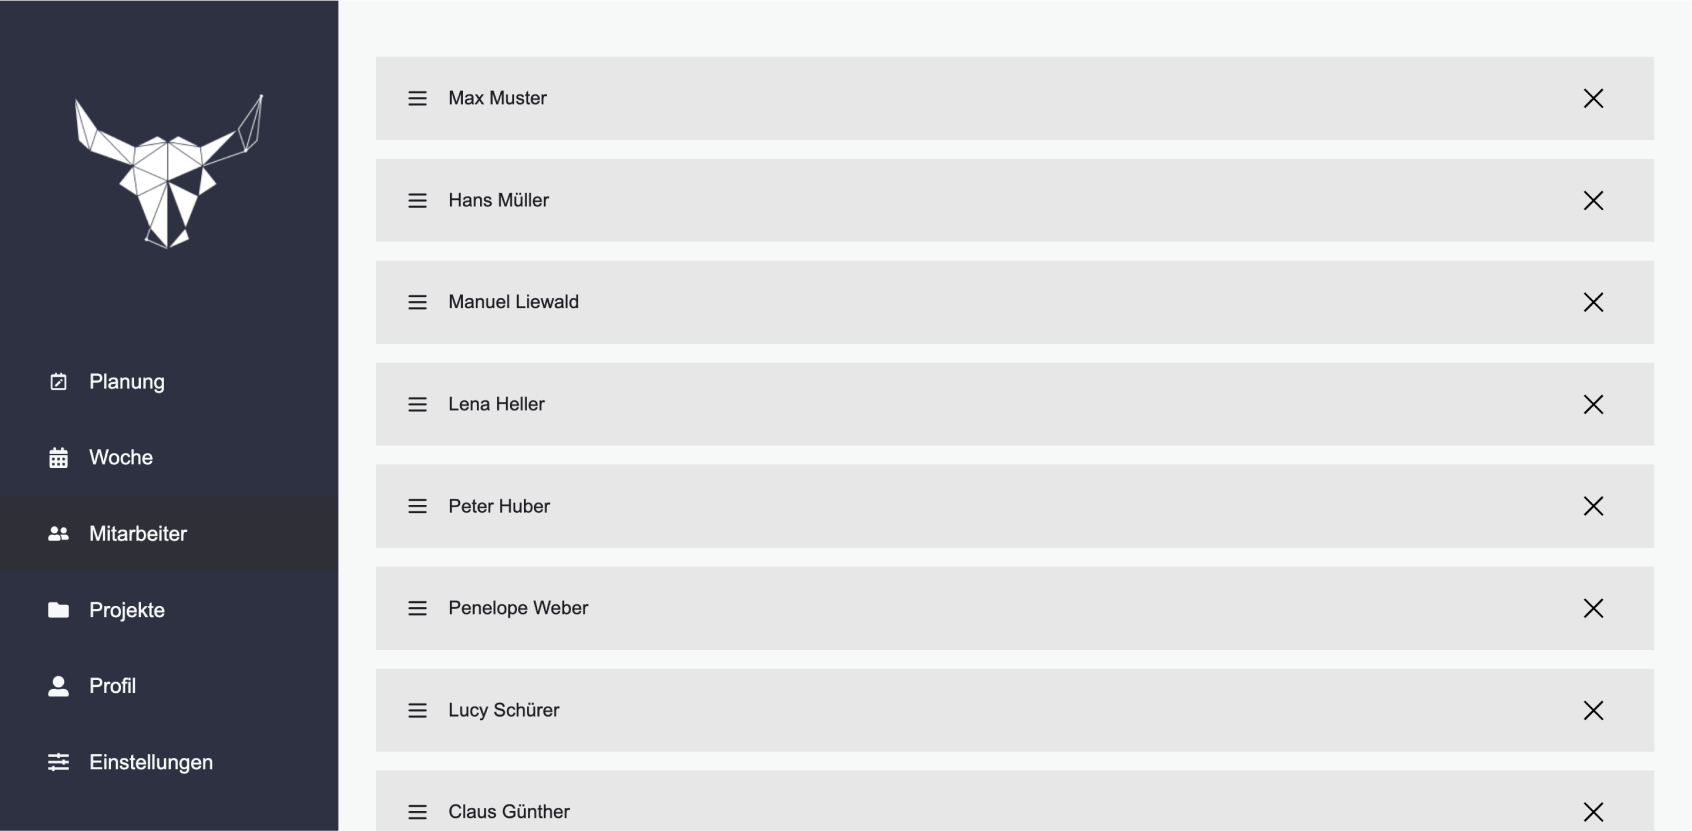 Planung
Woche
Mitarbeiter
Projekte
Profil
Einstellungen
Max Muster
Hans Müller
Manuel Liewald
Lena Heller
Peter Huber
Penelope Weber
Lucy Schürer
Claus Günther